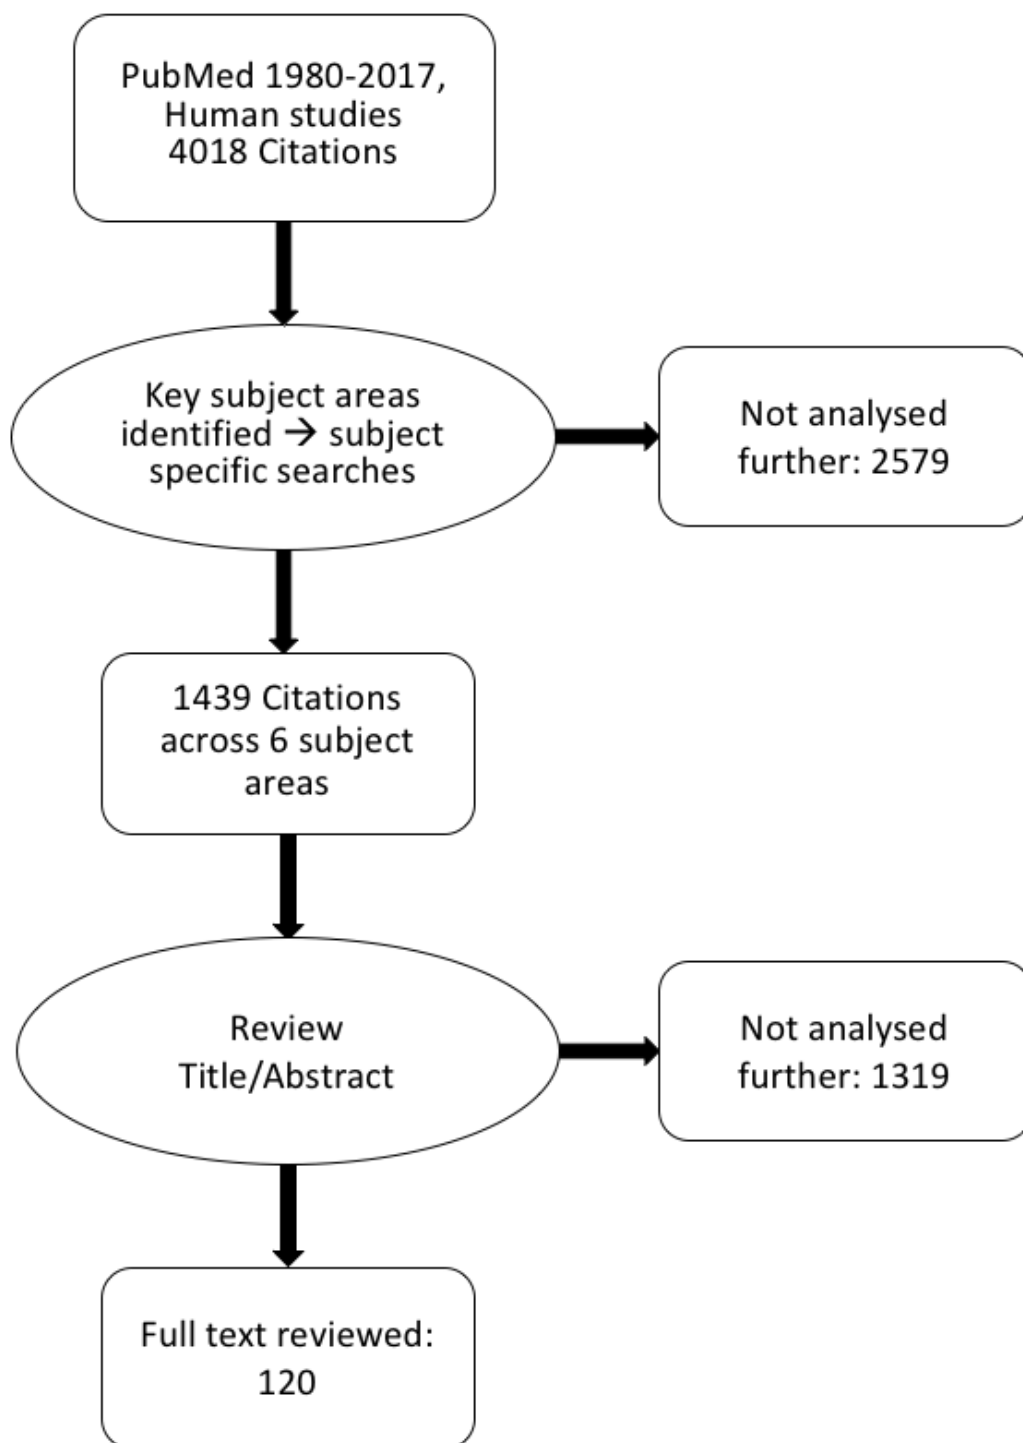 PubMed 1980-2017,
Human studies
4018 Citations
Key subject areas
identified → subject
specific searches
Not analysed
further: 2579
1439 Citations
across 6 subject
areas
Review
Title/Abstract
Not analysed
further: 1319
Full text reviewed:
120